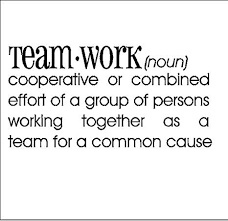 Team·work (noun)
cooperative or combined
effort of a group of persons
working together as a
team for a common cause